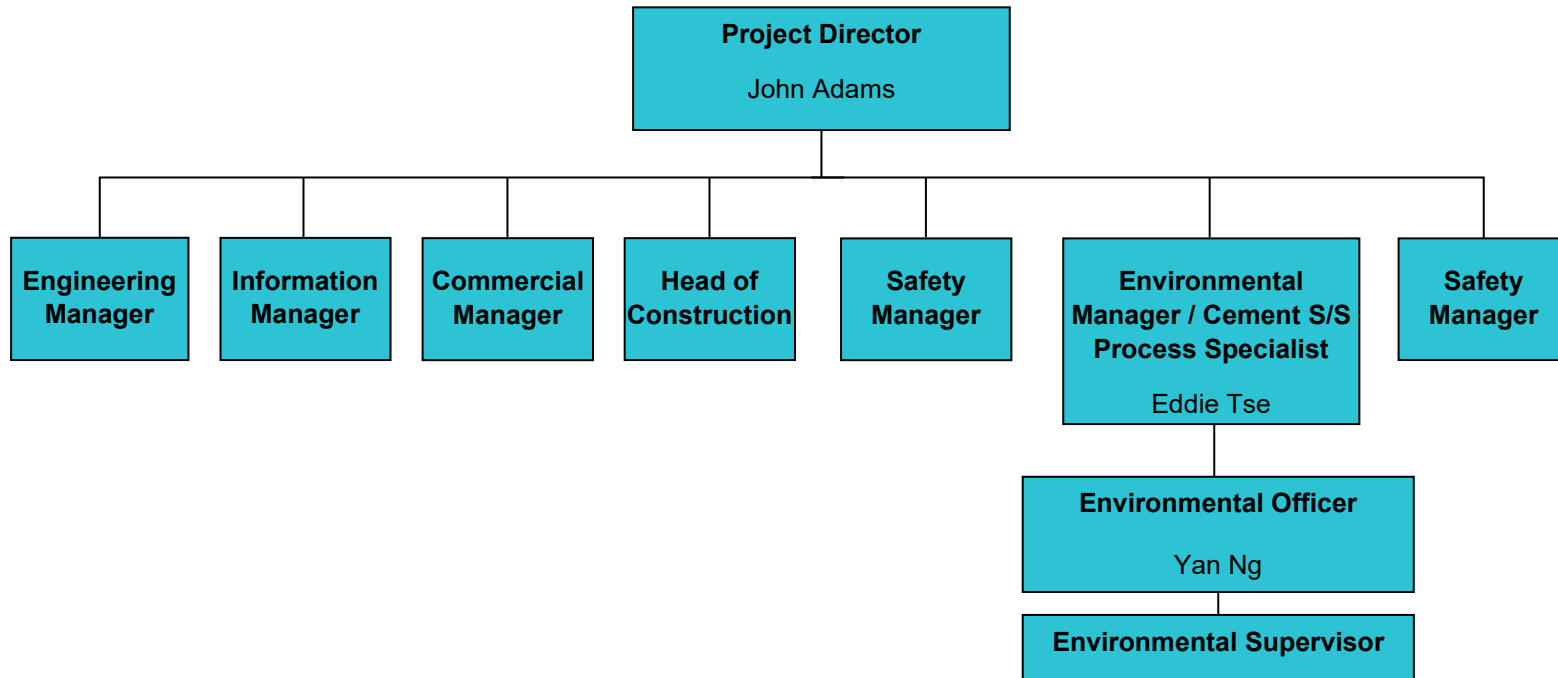 Project Director
John Adams
Engineering
Manager
Information
Manager
Commercial
Manager
Head of
Construction
Safety
Manager
Environmental
Manager / Cement S/S
Process Specialist
Eddie Tse
Safety
Manager
Environmental Officer
Yan Ng
Environmental Supervisor